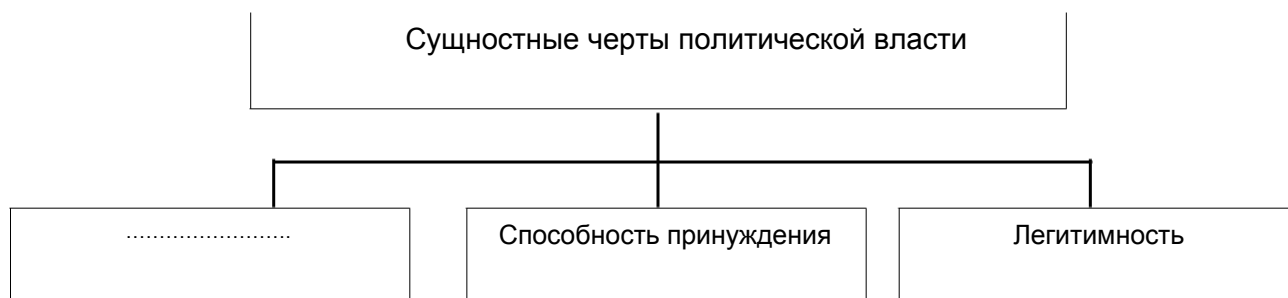 Сущностные черты политической власти
.........................
Способность принуждения
Легитимность